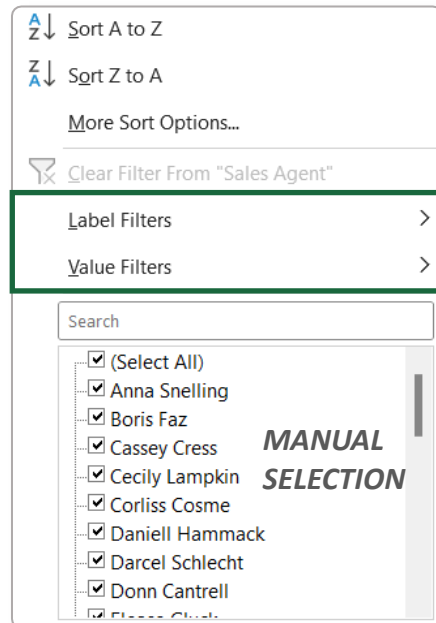 Sort A to Z
Sort Z to A
More Sort Options...
Clear Filter From "Sales Agent"
Label Filters
Value Filters
Search
(Select All)
Anna Snelling
Boris Faz
Cassey Cress
MANUAL
Cecily Lampkin
SELECTION
Corliss Cosme
Daniell Hammack
Darcel Schlecht
Donn Cantrell